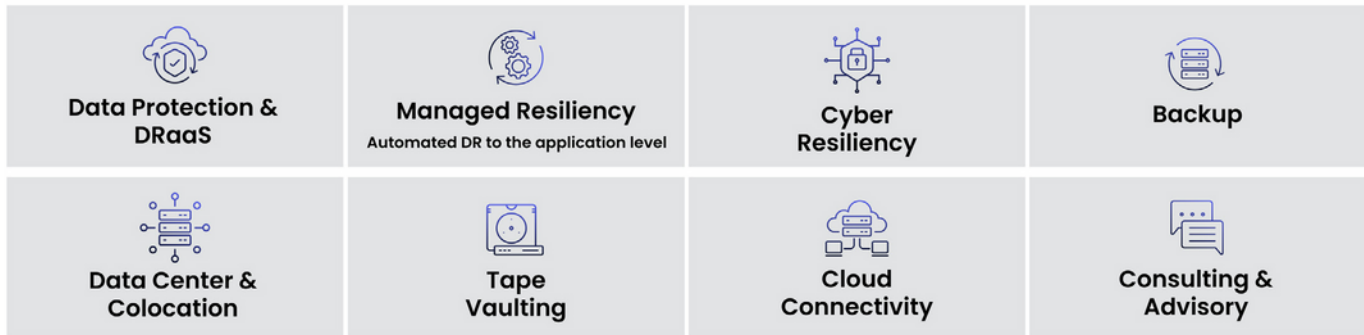 Data Protection &
DRaaS
Managed Resiliency
Automated DR to the application level
Cyber
Resiliency
Backup
Data Center &
Colocation
Tape
Vaulting
Cloud
Connectivity
Consulting &
Advisory